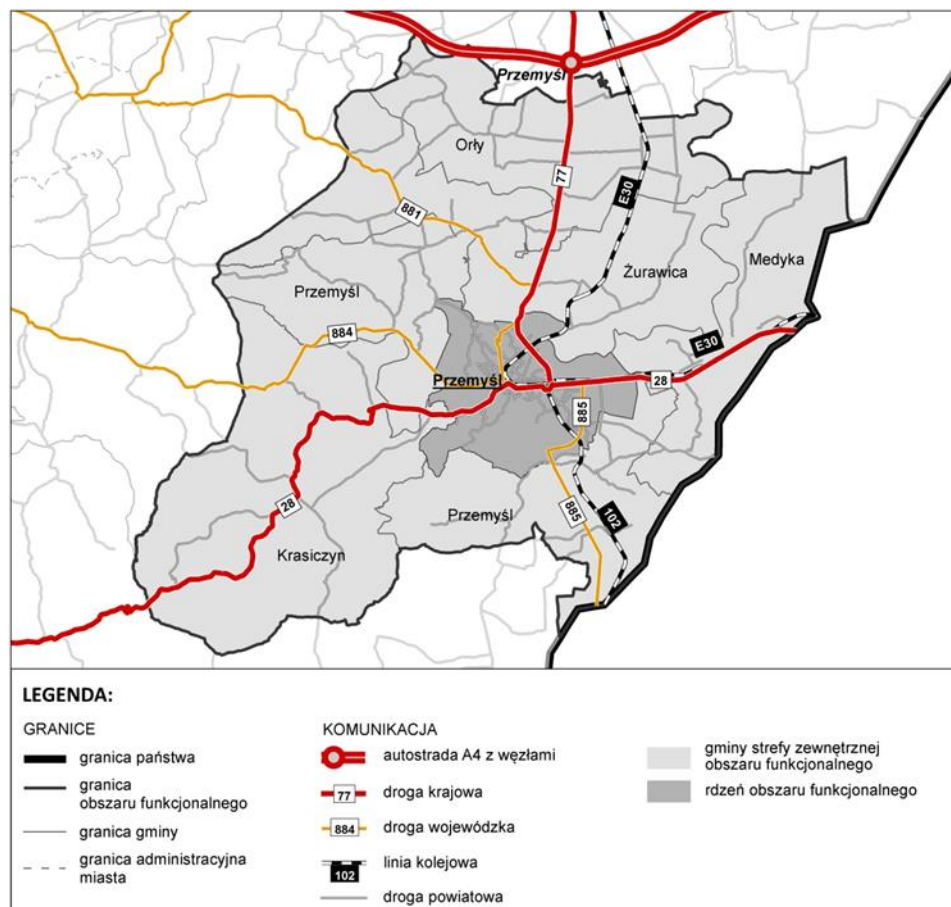 Przemyśl
Orły
77
E30
881
Żurawica
Medyka
Przemyśl
884
E30
Przemyśl
28
885
28
885
102
Przemyśl
Krasiczyn
LEGENDA:
GRANICE
granica państwa
granica
obszaru funkcjonalnego
granica gminy
granica administracyjna
miasta
KOMUNIKACJA
autostrada A4 z węzłami
77
droga krajowa
884
droga wojewódzka
linia kolejowa
102
droga powiatowa
gminy strefy zewnętrznej
obszaru funkcjonalnego
rdzeń obszaru funkcjonalnego